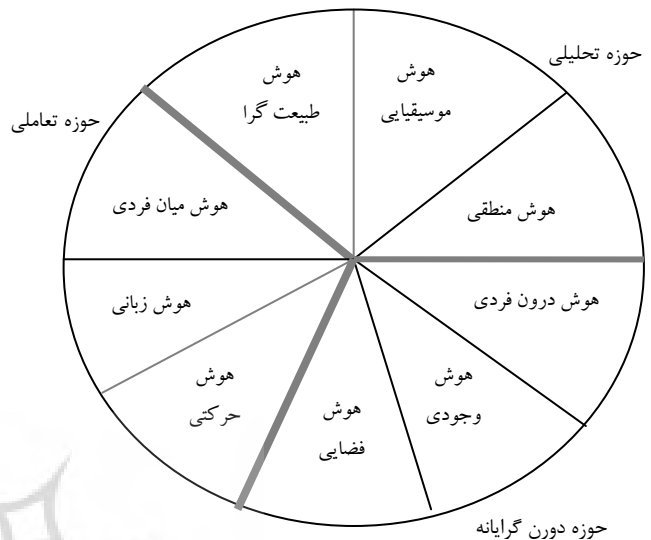 حوزه تحلیلی
هوش
موسیقیایی
هوش
طبیعت گرا
حوزه تعاملی
هوش منطقی
هوش میان فردی
هوش درون فردی
هوش زبانی
هوش
وجودی
هوش
حرکتی
هوش
فضایی
حوزه دورن گرایانه